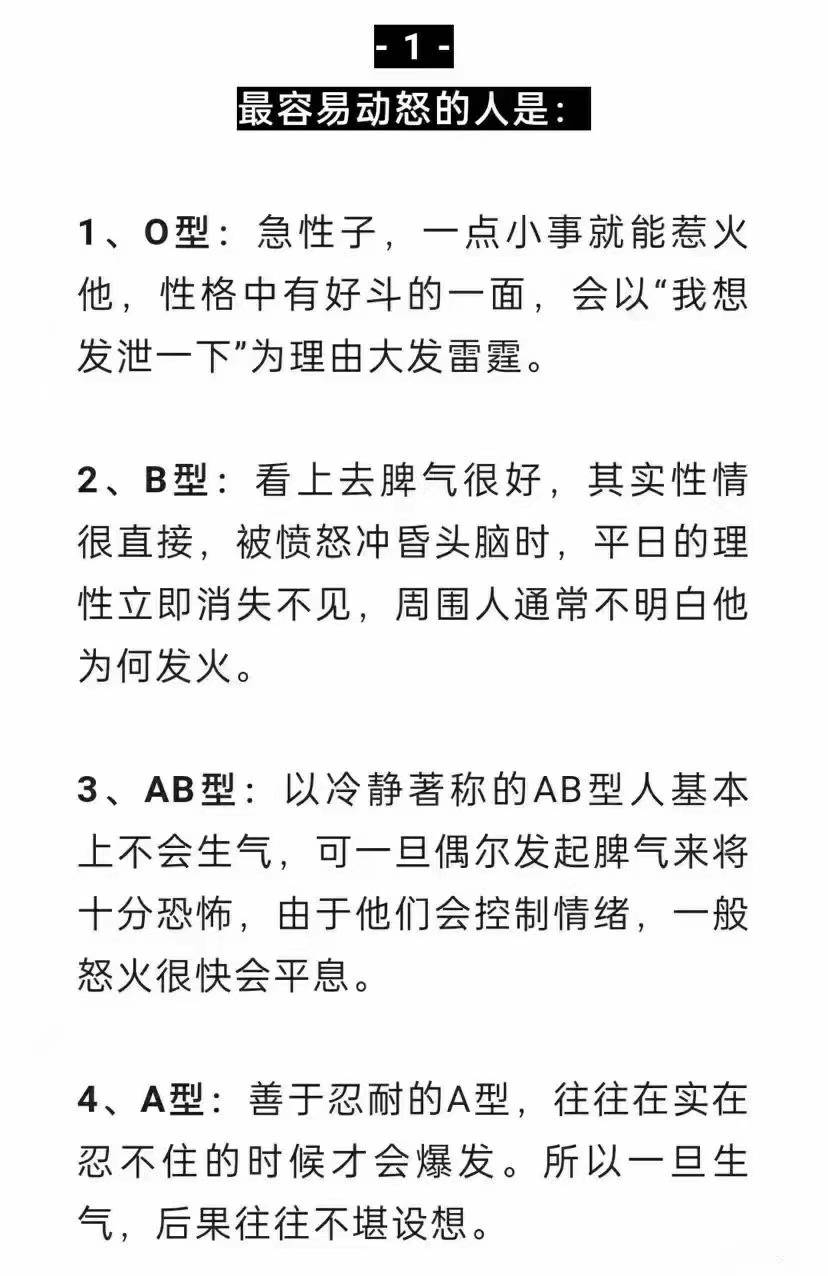 - 1 -
最容易动怒的人是：
1、O型：急性子，一点小事就能惹火
他，性格中有好斗的一面，会以“我想
发泄一下”为理由大发雷霆。
2、B型：看上去脾气很好，其实性情
很直接，被愤怒冲昏头脑时，平日的理
性立即消失不见，周围人通常不明白他
为何发火。
3、AB型：以冷静著称的AB型人基本
上不会生气，可一旦偶尔发起脾气来将
十分恐怖，由于他们会控制情绪，一般
怒火很快会平息。
4、A型：善于忍耐的A型，往往在实在
忍不住的时候才会爆发。所以一旦生
气，后果往往不堪设想。